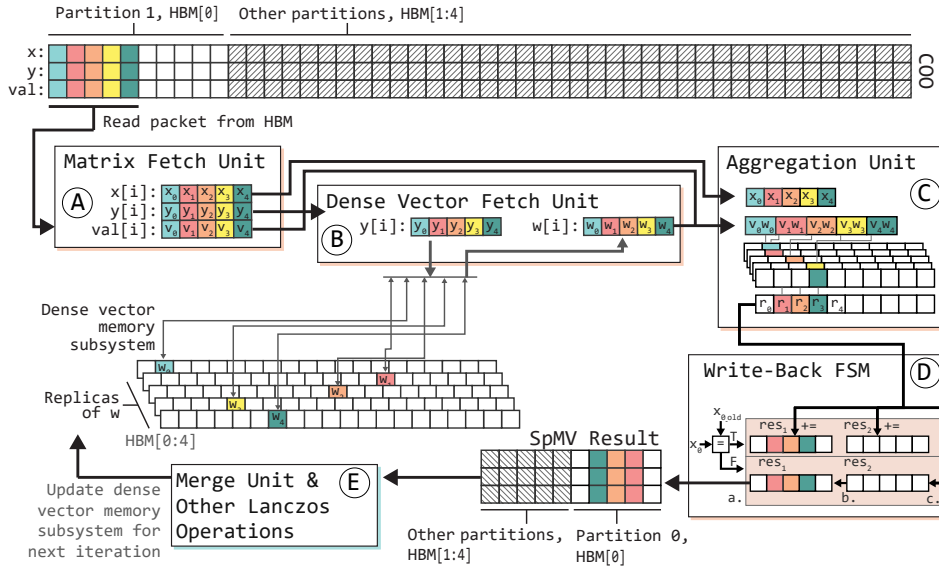 Partition 1, HBM[0]
Other partitions, HBM[1:4]
x:
y:
val:
COO
Read packet from HBM
Matrix Fetch Unit
A
x[i]: x0 x1 x2 x3 x4
y[i]: y0 y1 y2 y3 y4
val[i]: v0 v1 v2 v3 v4
Dense Vector Fetch Unit
B
y[i]: y0 y1 y2 y3 y4
w[i]: w0 w1 w2 w3 w4
Aggregation Unit
C
x0 x1 x2 x3 x4
v0w0 v1w1 v2w2 v3w3 v4w4
r0 r1 r2 r3 r4
Dense vector
memory
subsystem
w0
w1
w2
w3
w4
Replicas
of w
HBM[0:4]
Write-Back FSM
D
x0 old
x0
=
T
F
res1 +=
res2 +=
res1
res2
a.
b.
c.
SpMV Result
Other partitions,
HBM[1:4]
Partition 0,
HBM[0]
Merge Unit &
Other Lanczos
Operations
E
Update dense
vector memory
subsystem for
next iteration